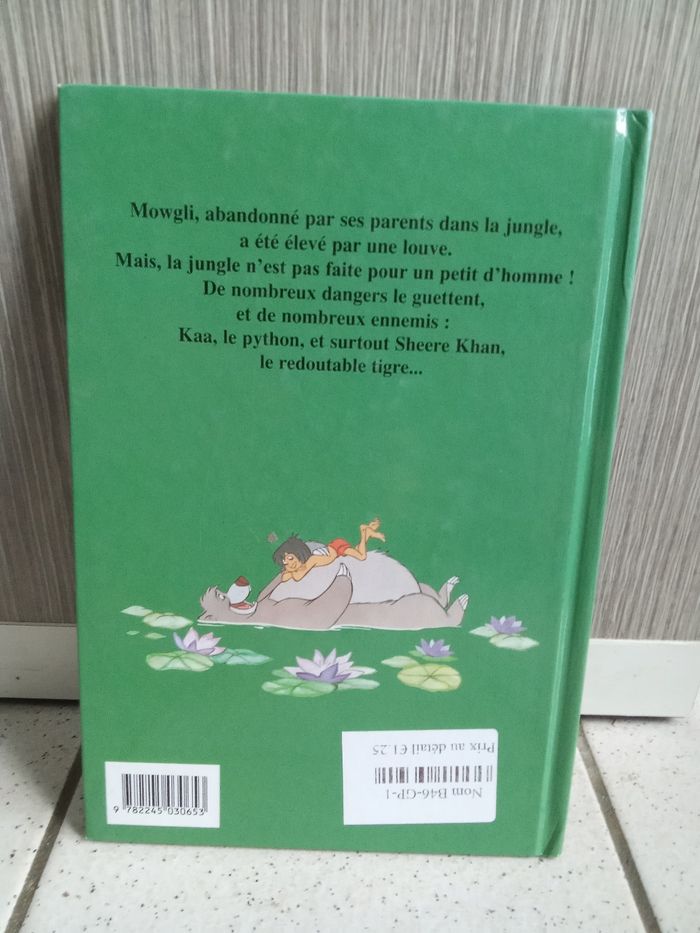 Mowgli, abandonné par ses parents dans la jungle,
a été élevé par une louve.
Mais, la jungle n'est pas faite pour un petit d'homme !
De nombreux dangers le guettent,
et de nombreux ennemis :
Kaa, le python, et surtout Sheere Khan,
le redoutable tigre...
9 782245 030653
Nom B46-GP-1
Prix au détail €1.25